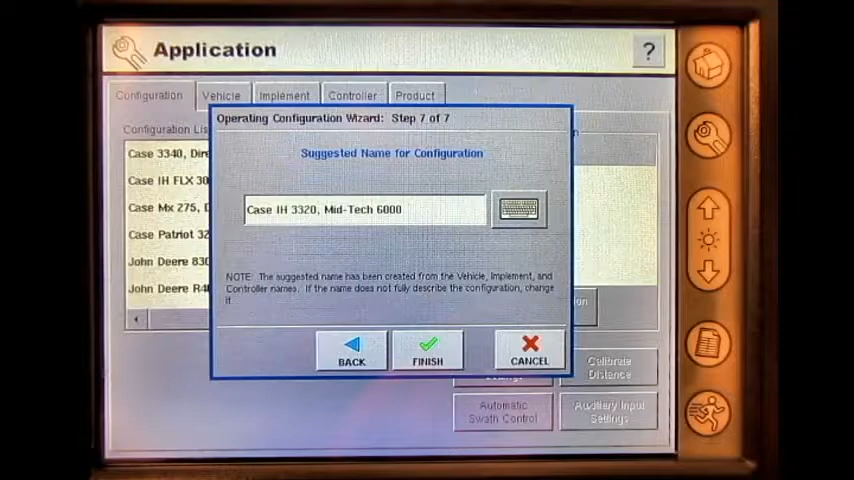 Application
?
Configuration
Vehicle
Implement
Controller
Product
Configuration Lis
Case 3340, Dire
Case IH FLX 30
Case Mx 275, D
Case Patriot 32
John Deere 830
John Deere R4
Operating Configuration Wizard: Step 7 of 7
Suggested Name for Configuration
Case IH 3320, Mid-Tech 6000
NOTE: The suggested name has been created from the Vehicle, Implement, and
Controller names. If the name does not fully describe the configuration, change
it
BACK
FINISH
CANCEL
Calibrate
Distance
Automatic
Swath Control
Auxiliary Input
Settings